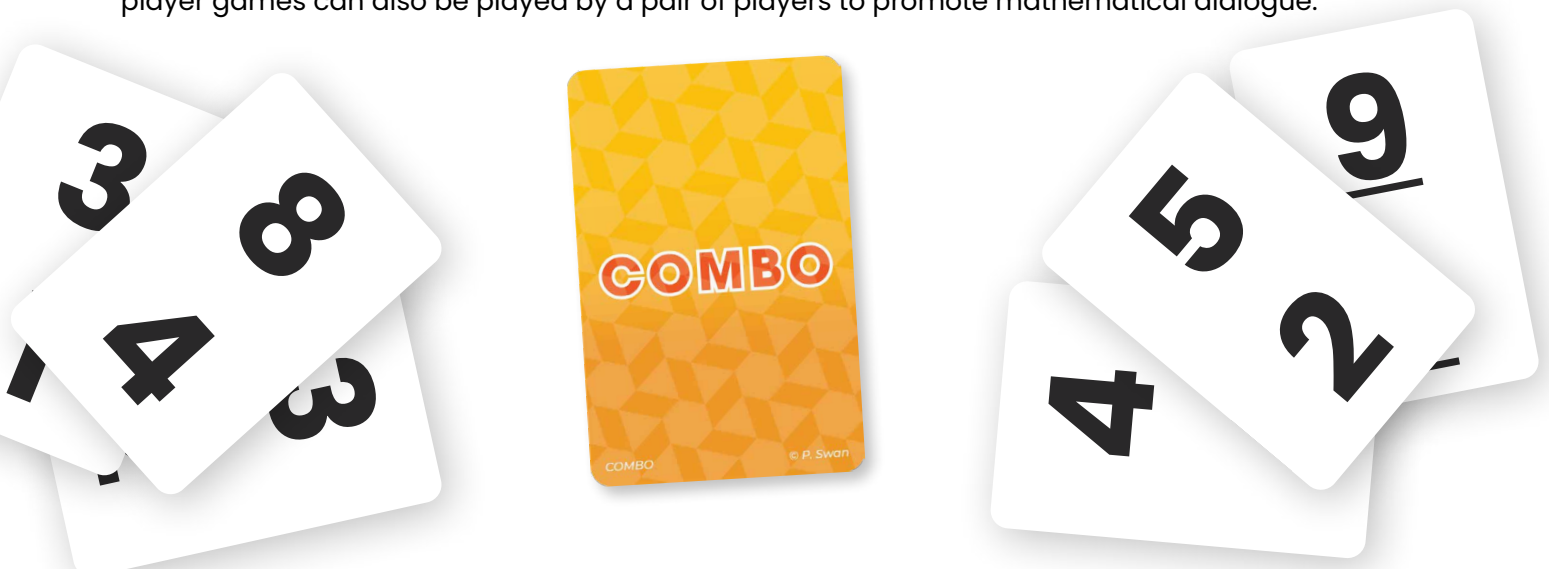 player games can also be played by a pair of players to promote mathematical dialogue.
3
8
4
3
COMBO
COMBO
© P. Swan
9
5
2
4